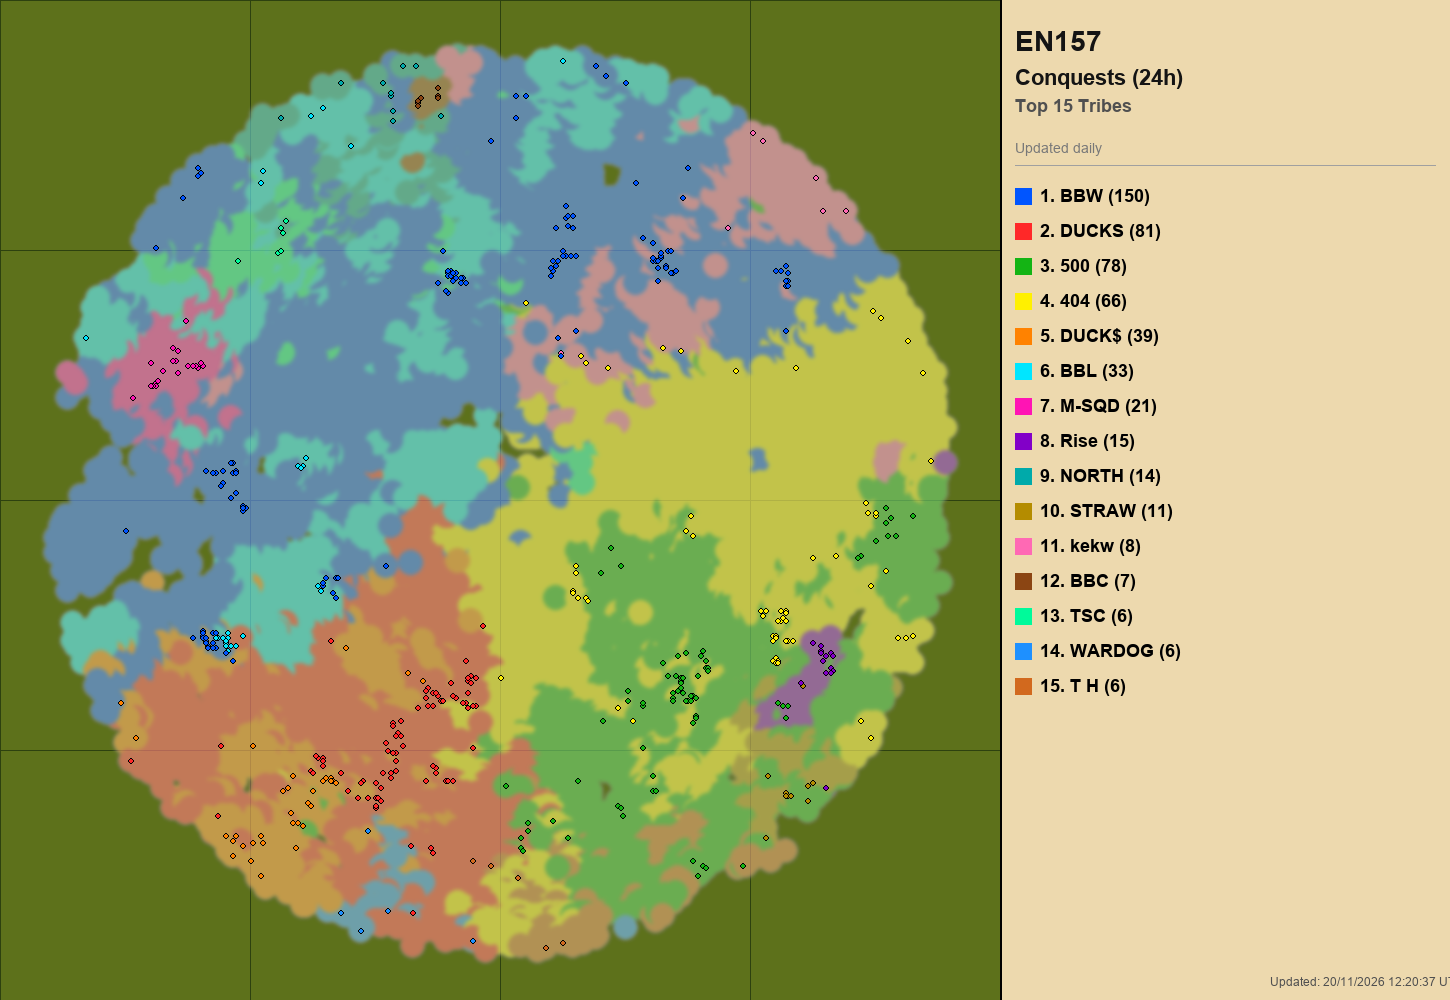 EN157
Conquests (24h)
Top 15 Tribes
Updated daily
1. BBW (150)
2. DUCKS (81)
3. 500 (78)
4. 404 (66)
5. DUCK$ (39)
6. BBL (33)
7. M-SQD (21)
8. Rise (15)
9. NORTH (14)
10. STRAW (11)
11. kekw (8)
12. BBC (7)
13. TSC (6)
14. WARDOG (6)
15. T H (6)
Updated: 20/11/2026 12:20:37 U